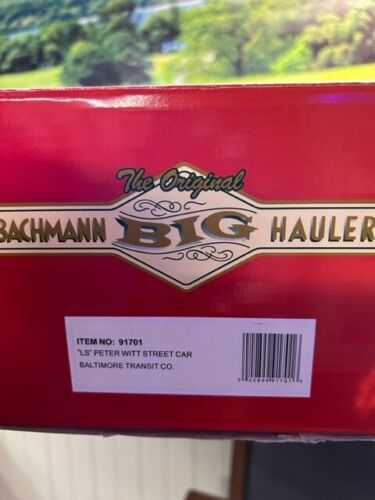 The Original
BACHMANN BIG HAULER
ITEM NO: 91701
"LS" PETER WITT STREET CAR
BALTIMORE TRANSIT CO.